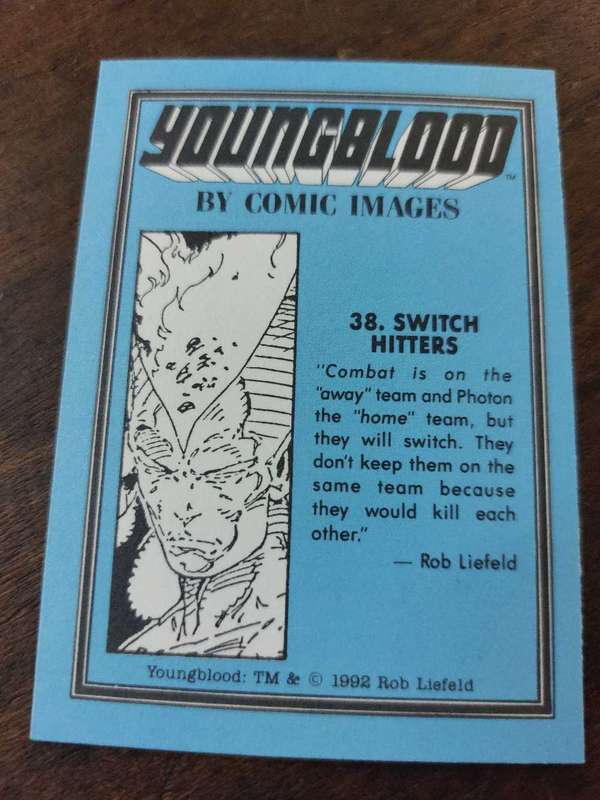 YOUNGBLOOD TM
BY COMIC IMAGES
38. SWITCH
HITTERS
"Combat is on the
"away" team and Photon
the "home" team, but
they will switch. They
don't keep them on the
same team because
they would kill each
other."
— Rob Liefeld
Youngblood: TM & © 1992 Rob Liefeld